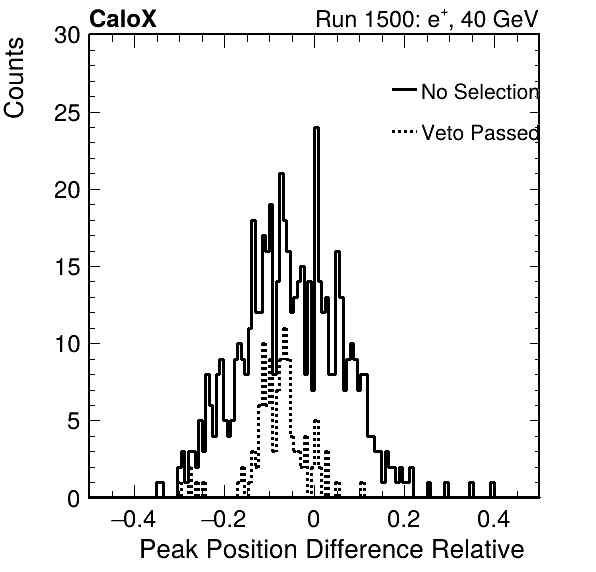 CaloX Run 1500: e⁺, 40 GeV
Counts
30
25
20
15
10
5
0
No Selection
Veto Passed
−0.4 −0.2 0 0.2 0.4
Peak Position Difference Relative